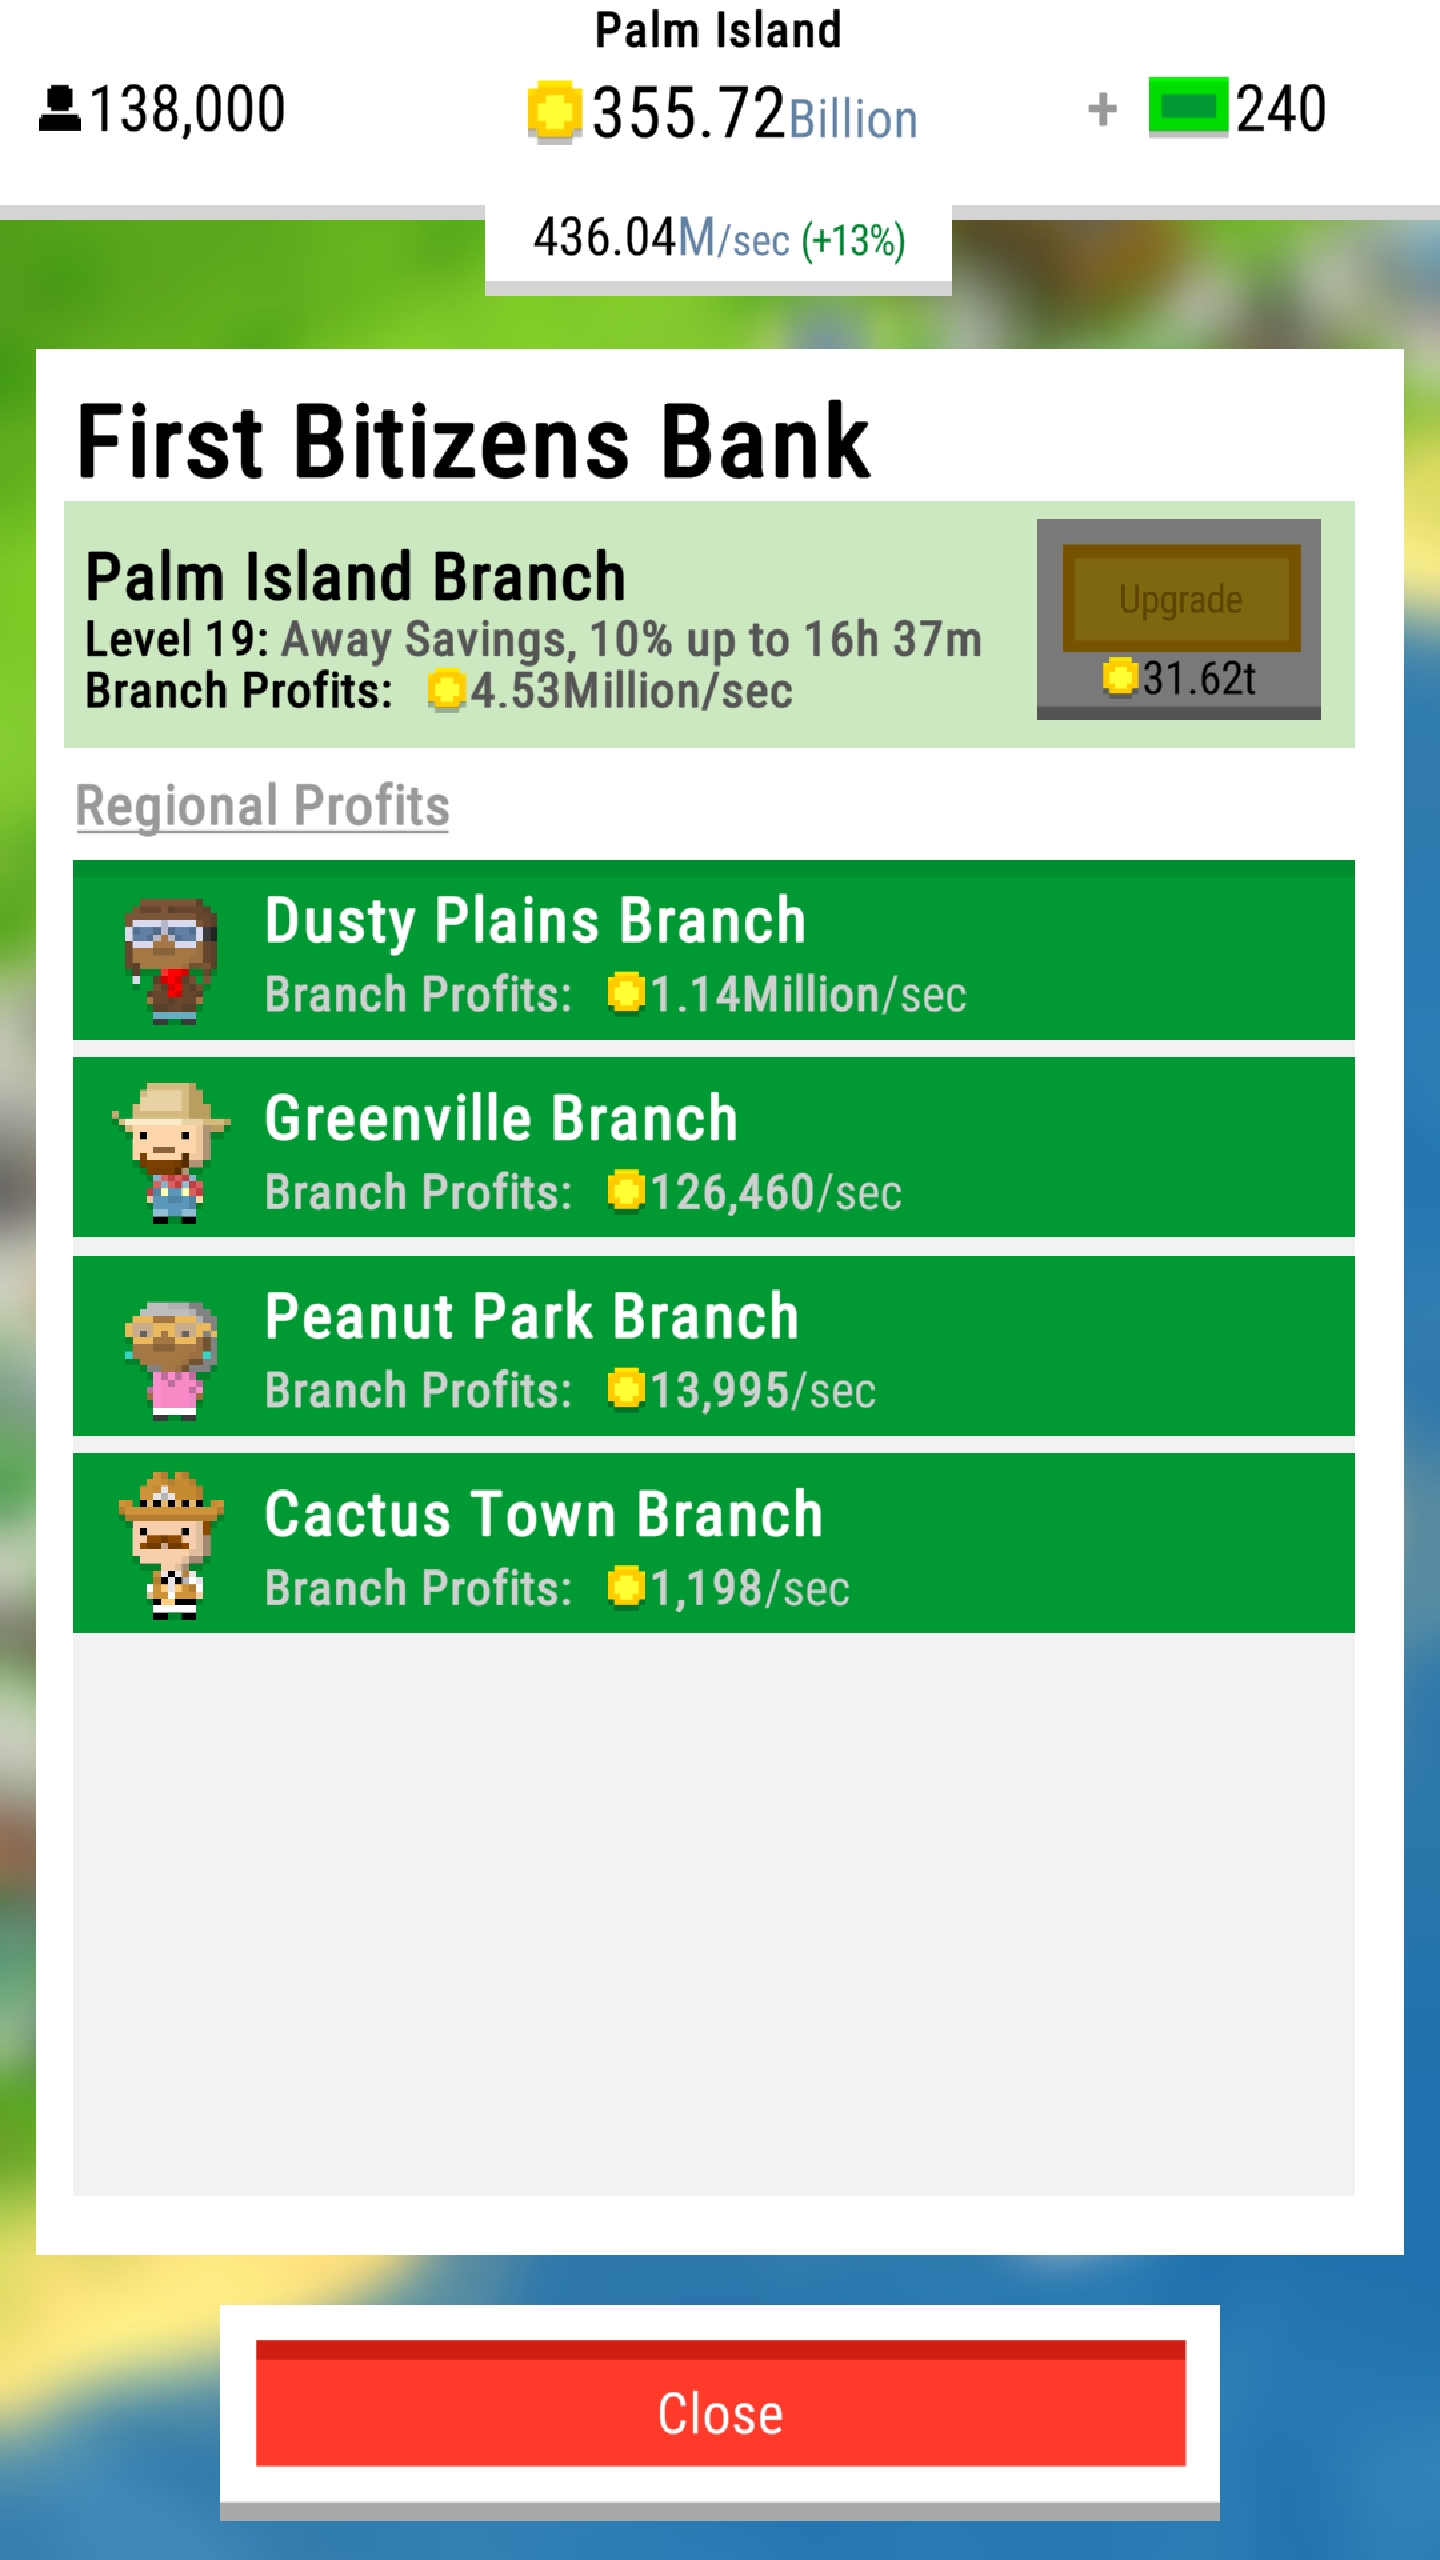 Palm Island
138,000
355.72Billion
+ 240
436.04M/sec (+13%)
First Bitizens Bank
Palm Island Branch
Level 19: Away Savings, 10% up to 16h 37m
Branch Profits: 4.53Million/sec
Upgrade
31.62t
Regional Profits
Dusty Plains Branch
Branch Profits: 1.14Million/sec
Greenville Branch
Branch Profits: 126,460/sec
Peanut Park Branch
Branch Profits: 13,995/sec
Cactus Town Branch
Branch Profits: 1,198/sec
Close